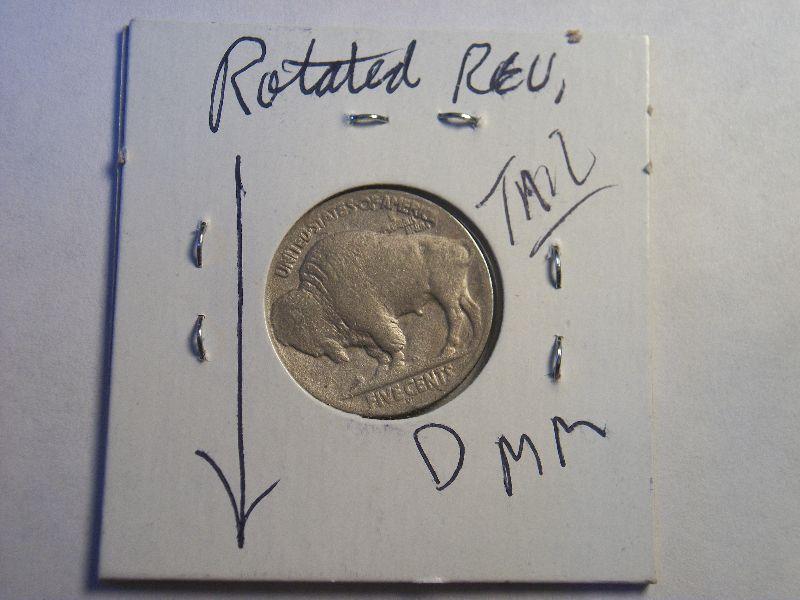 Rotated Rev,
TAIL
UNITED STATES OF AMERICA
FIVE CENTS
D MM